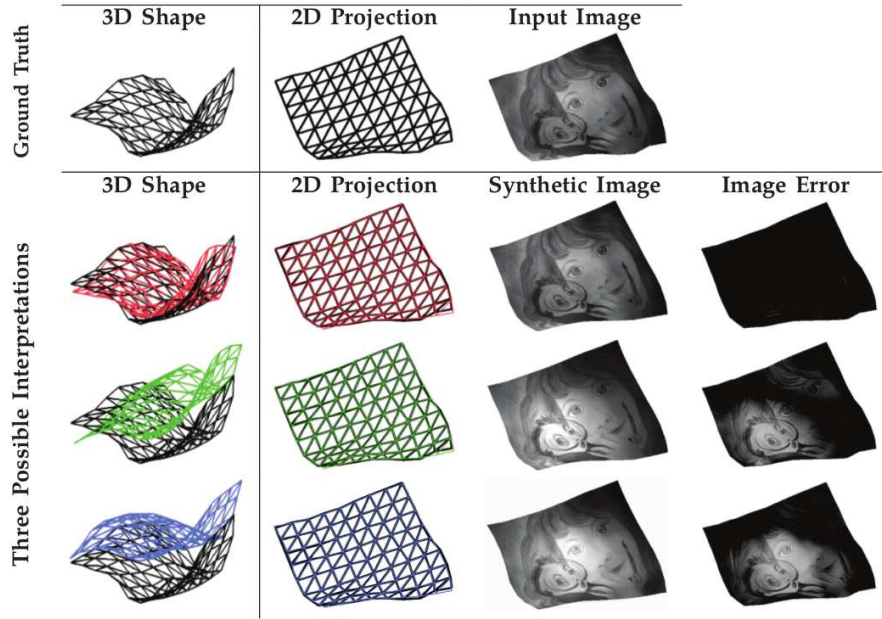 3D Shape 2D Projection Input Image
Ground Truth
3D Shape 2D Projection Synthetic Image Image Error
Three Possible Interpretations